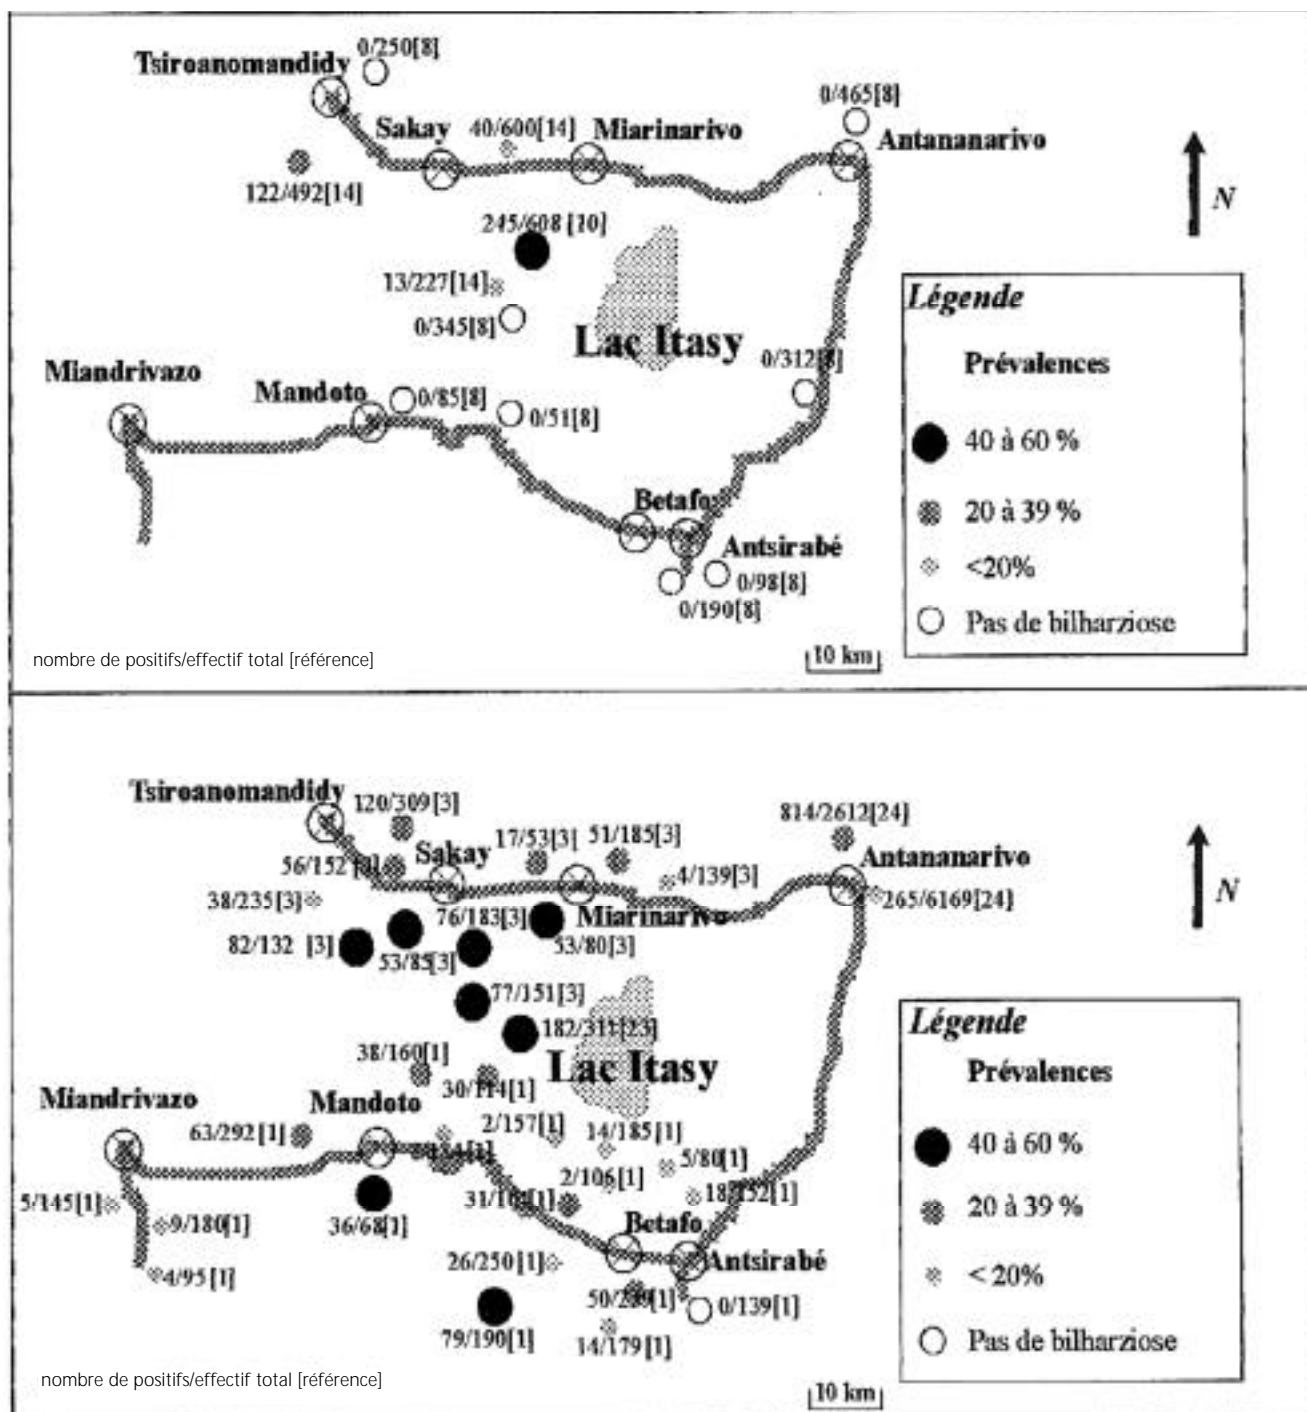 0/250[8]
Tsiroanomandidy
0/465[8]
Sakay
40/600[14]
Miarinarivo
Antananarivo
122/492[14]
N
245/608 [10]
13/227[14]
0/345[8]
Lac Itasy
0/312[8]
Miandrivazo
Mandoto
0/85[8]
0/51[8]
Betafo
Antsirabé
0/98[8]
0/190[8]
Légende
Prévalences
40 à 60 %
20 à 39 %
<20%
Pas de bilharziose
nombre de positifs/effectif total [référence]
10 km
Tsiroanomandidy
120/309[3]
814/2612[24]
17/53[3]
51/185[3]
Sakay
Antananarivo
56/152 [3]
4/139[3]
38/235[3]
265/6169[24]
N
76/183[3]
Miarinarivo
82/132 [3]
53/85[3]
53/80[3]
77/151[3]
182/311[23]
Lac Itasy
38/160[1]
30/114[1]
Miandrivazo
Mandoto
63/292[1]
2/157[1]
14/185[1]
5/80[1]
2/106[1]
18/152[1]
5/145[1]
9/180[1]
36/68[1]
Betafo
26/250[1]
Antsirabé
4/95[1]
0/139[1]
79/190[1]
14/179[1]
Légende
Prévalences
40 à 60 %
20 à 39 %
< 20%
Pas de bilharziose
nombre de positifs/effectif total [référence]
10 km